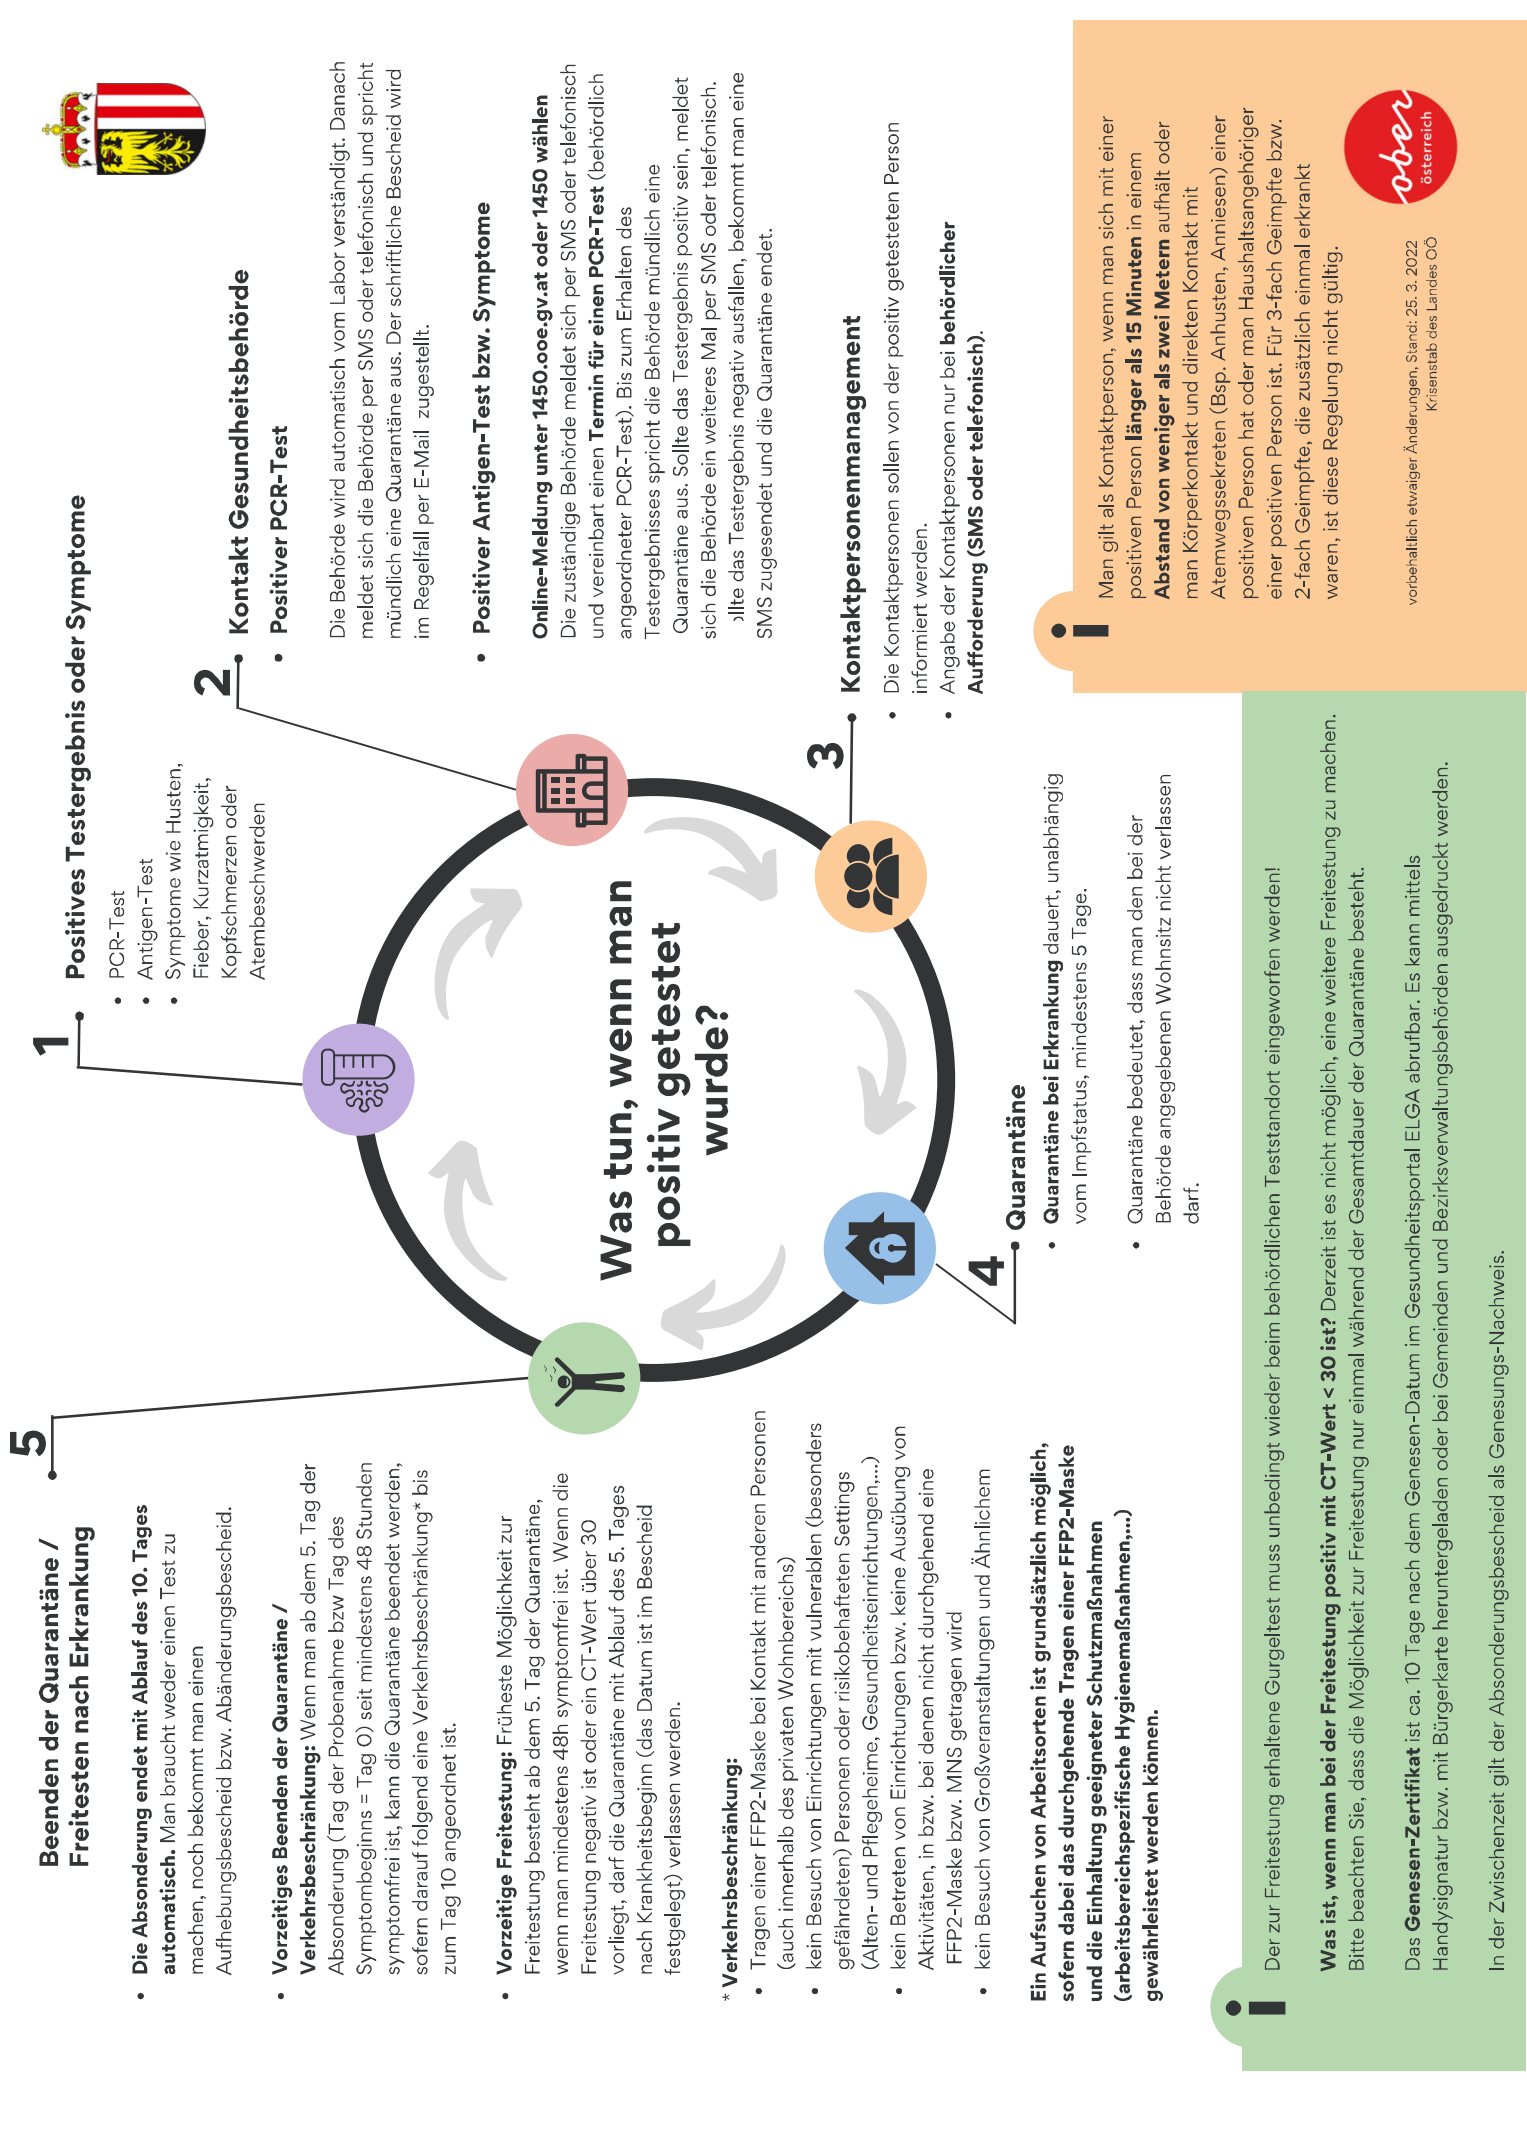 Was tun, wenn man
positiv getestet
wurde?
1
Positives Testergebnis oder Symptome
• PCR-Test
• Antigen-Test
• Symptome wie Husten,
Fieber, Kurzatmigkeit,
Kopfschmerzen oder
Atembeschwerden
2
Kontakt Gesundheitsbehörde
• Positiver PCR-Test
Die Behörde wird automatisch vom Labor verständigt. Danach
meldet sich die Behörde per SMS oder telefonisch und spricht
mündlich eine Quarantäne aus. Der schriftliche Bescheid wird
im Regelfall per E-Mail zugestellt.
• Positiver Antigen-Test bzw. Symptome
Online-Meldung unter 1450.ooe.gv.at oder 1450 wählen
Die zuständige Behörde meldet sich per SMS oder telefonisch
und vereinbart einen Termin für einen PCR-Test (behördlich
angeordneter PCR-Test). Bis zum Erhalten des
Testergebnisses spricht die Behörde mündlich eine
Quarantäne aus. Sollte das Testergebnis positiv sein, meldet
sich die Behörde ein weiteres Mal per SMS oder telefonisch.
ollte das Testergebnis negativ ausfallen, bekommt man eine
SMS zugesendet und die Quarantäne endet.
3
Kontaktpersonenmanagement
• Die Kontaktpersonen sollen von der positiv getesteten Person
informiert werden.
• Angabe der Kontaktpersonen nur bei behördlicher
Aufforderung (SMS oder telefonisch).
4
Quarantäne
• Quarantäne bei Erkrankung dauert, unabhängig
vom Impfstatus, mindestens 5 Tage.
• Quarantäne bedeutet, dass man den bei der
Behörde angegebenen Wohnsitz nicht verlassen
darf.
5
Beenden der Quarantäne /
Freitesten nach Erkrankung
• Die Absonderung endet mit Ablauf des 10. Tages
automatisch. Man braucht weder einen Test zu
machen, noch bekommt man einen
Aufhebungsbescheid bzw. Abänderungsbescheid.
• Vorzeitiges Beenden der Quarantäne /
Verkehrsbeschränkung: Wenn man ab dem 5. Tag der
Absonderung (Tag der Probenahme bzw Tag des
Symptombeginns = Tag 0) seit mindestens 48 Stunden
symptomfrei ist, kann die Quarantäne beendet werden,
sofern darauf folgend eine Verkehrsbeschränkung* bis
zum Tag 10 angeordnet ist.
• Vorzeitige Freitestung: Früheste Möglichkeit zur
Freitestung besteht ab dem 5. Tag der Quarantäne,
wenn man mindestens 48h symptomfrei ist. Wenn die
Freitestung negativ ist oder ein CT-Wert über 30
vorliegt, darf die Quarantäne mit Ablauf des 5. Tages
nach Krankheitsbeginn (das Datum ist im Bescheid
festgelegt) verlassen werden.
* Verkehrsbeschränkung:
• Tragen einer FFP2-Maske bei Kontakt mit anderen Personen
(auch innerhalb des privaten Wohnbereichs)
• kein Besuch von Einrichtungen mit vulnerablen (besonders
gefährdeten) Personen oder risikobehafteten Settings
(Alten- und Pflegeheime, Gesundheitseinrichtungen,...)
• kein Betreten von Einrichtungen bzw. keine Ausübung von
Aktivitäten, in bzw. bei denen nicht durchgehend eine
FFP2-Maske bzw. MNS getragen wird
• kein Besuch von Großveranstaltungen und Ähnlichem
Ein Aufsuchen von Arbeitsorten ist grundsätzlich möglich,
sofern dabei das durchgehende Tragen einer FFP2-Maske
und die Einhaltung geeigneter Schutzmaßnahmen
(arbeitsbereichspezifische Hygienemaßnahmen,...)
gewährleistet werden können.
i
Der zur Freitestung erhaltene Gurgeltest muss unbedingt wieder beim behördlichen Teststandort eingeworfen werden!
Was ist, wenn man bei der Freitestung positiv mit CT-Wert < 30 ist? Derzeit ist es nicht möglich, eine weitere Freitestung zu machen.
Bitte beachten Sie, dass die Möglichkeit zur Freitestung nur einmal während der Gesamtdauer der Quarantäne besteht.
Das Genesen-Zertifikat ist ca. 10 Tage nach dem Genesen-Datum im Gesundheitsportal ELGA abrufbar. Es kann mittels
Handysignatur bzw. mit Bürgerkarte heruntergeladen oder bei Gemeinden und Bezirksverwaltungsbehörden ausgedruckt werden.
In der Zwischenzeit gilt der Absonderungsbescheid als Genesungs-Nachweis.
i
Man gilt als Kontaktperson, wenn man sich mit einer
positiven Person länger als 15 Minuten in einem
Abstand von weniger als zwei Metern aufhält oder
man Körperkontakt und direkten Kontakt mit
Atemwegssekreten (Bsp. Anhusten, Anniesen) einer
positiven Person hat oder man Haushaltsangehöriger
einer positiven Person ist. Für 3-fach Geimpfte bzw.
2-fach Geimpfte, die zusätzlich einmal erkrankt
waren, ist diese Regelung nicht gültig.
vorbehaltlich etwaiger Änderungen, Stand: 25. 3. 2022
Krisenstab des Landes OÖ
ober
österreich